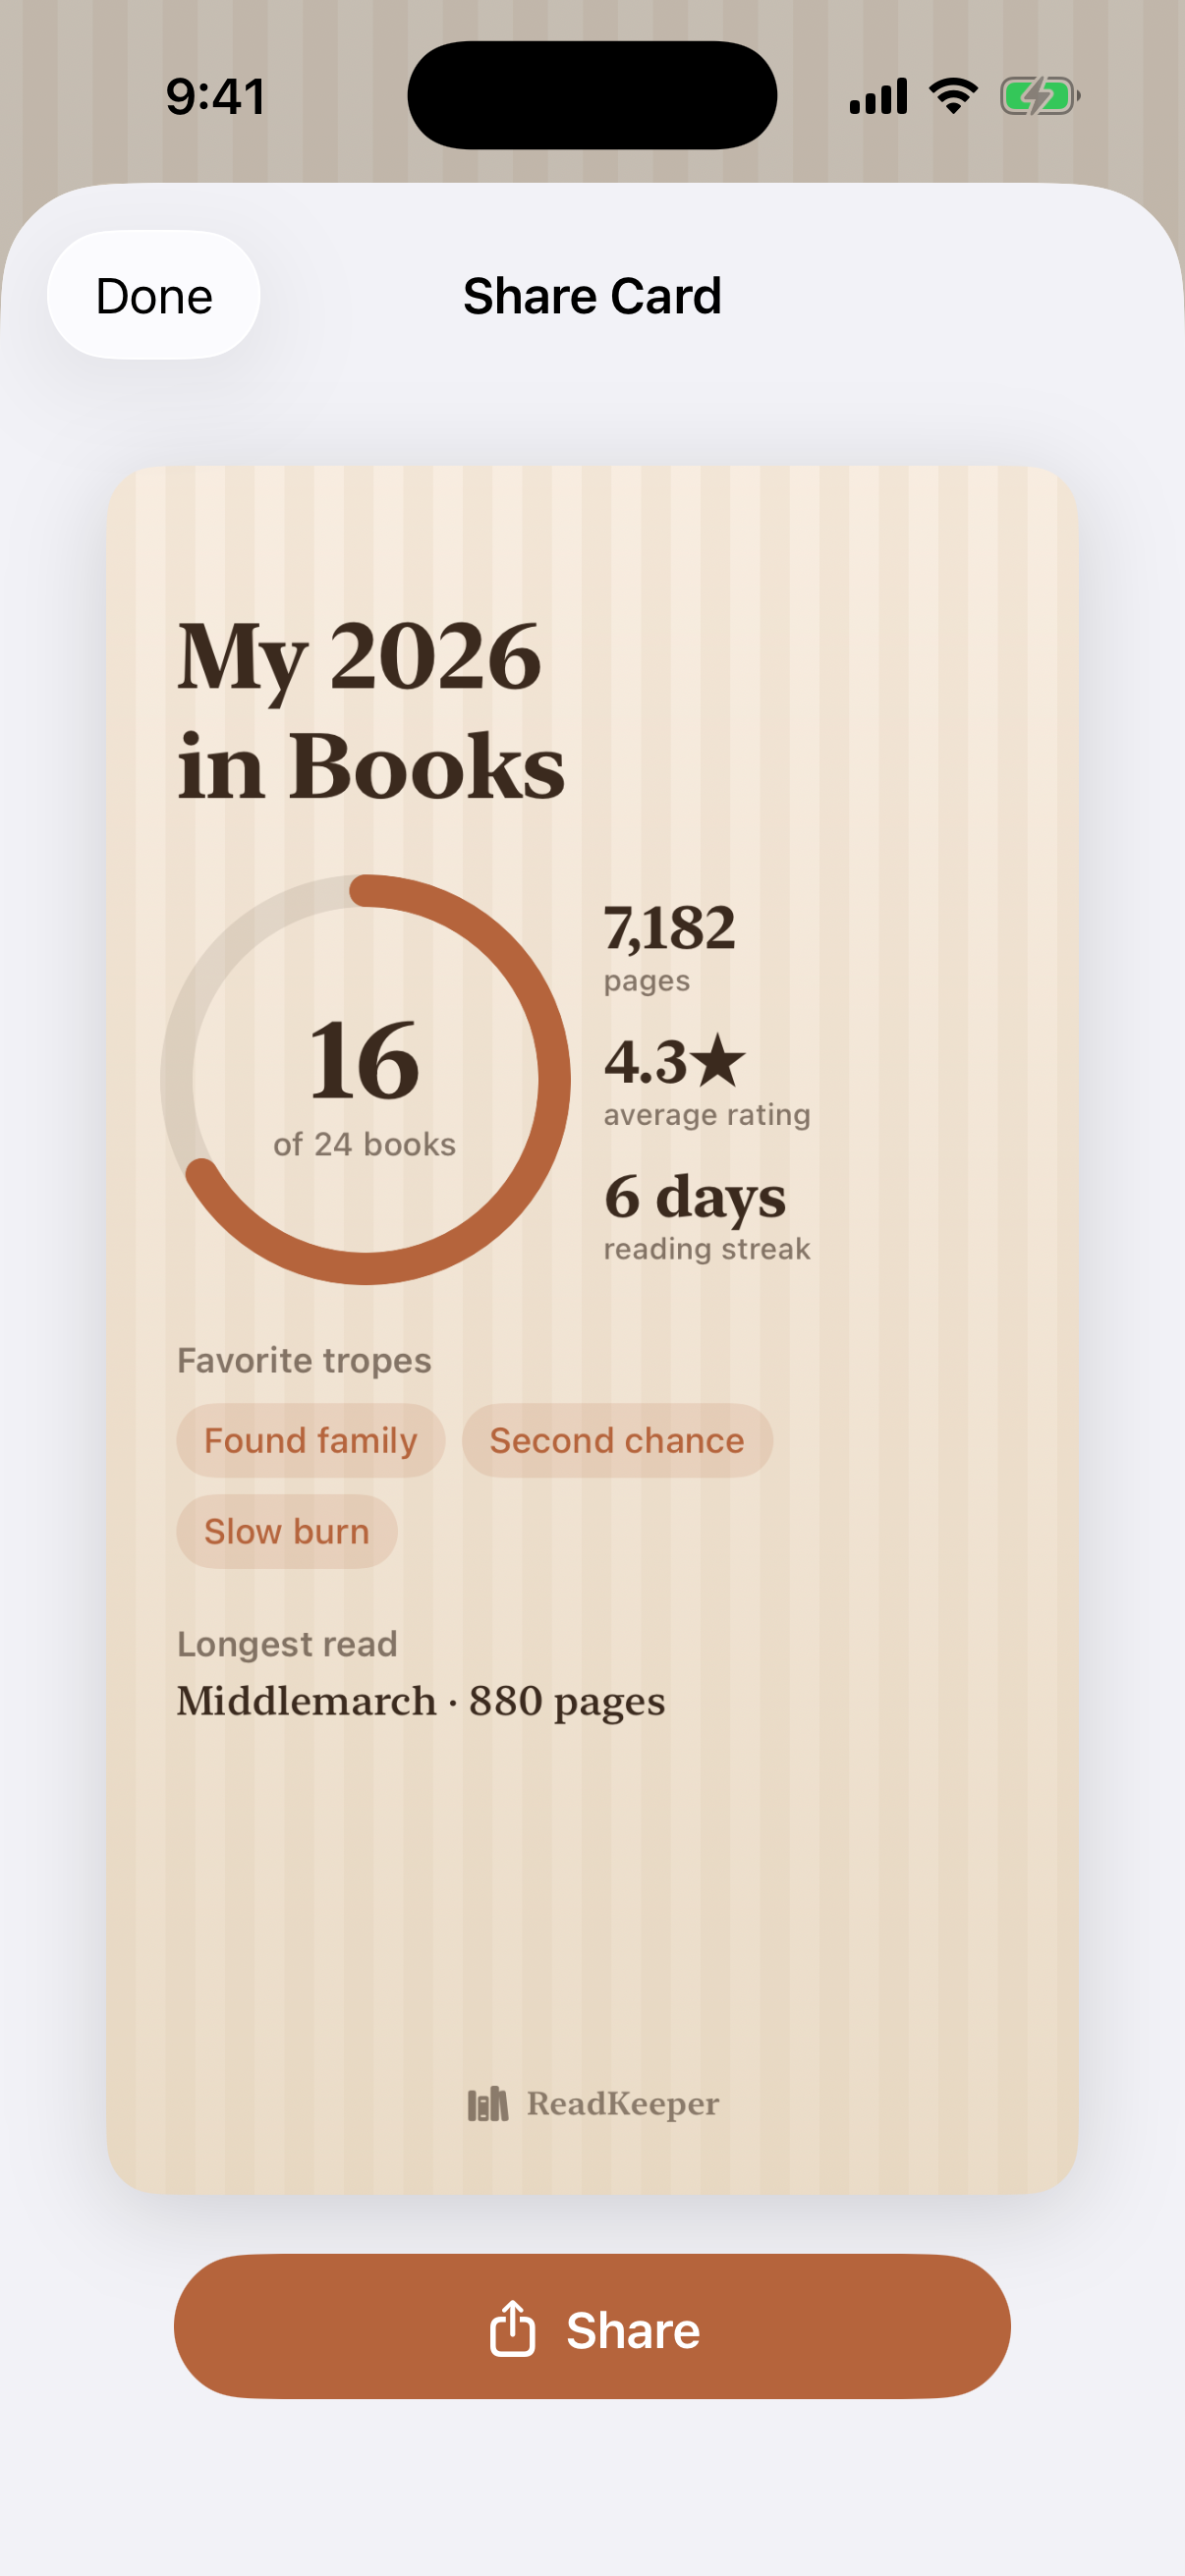 9:41
Done
Share Card
My 2026
in Books
16
of 24 books
7,182
pages
4.3★
average rating
6 days
reading streak
Favorite tropes
Found family
Second chance
Slow burn
Longest read
Middlemarch · 880 pages
ReadKeeper
Share